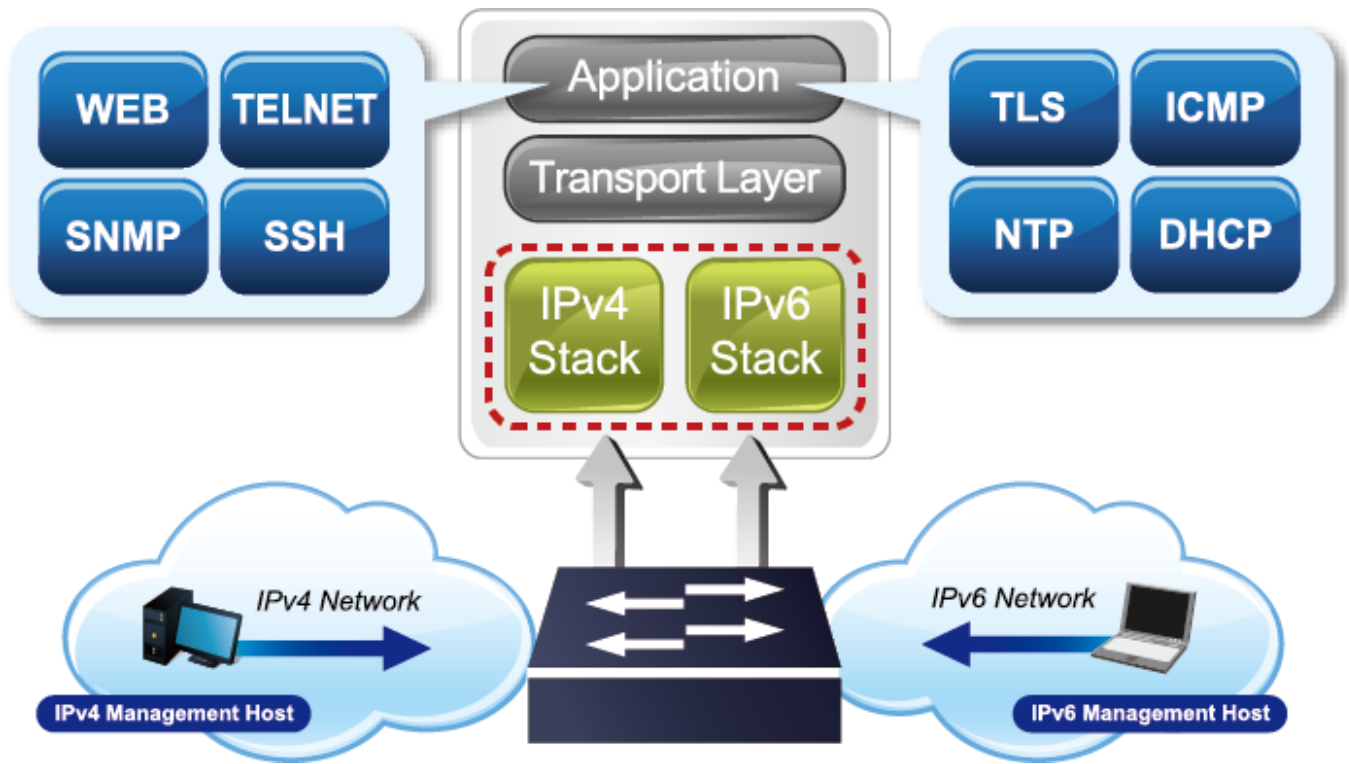 WEB
TELNET
SNMP
SSH
Application
Transport Layer
IPv4
Stack
IPv6
Stack
TLS
ICMP
NTP
DHCP
IPv4 Network
IPv4 Management Host
IPv6 Network
IPv6 Management Host